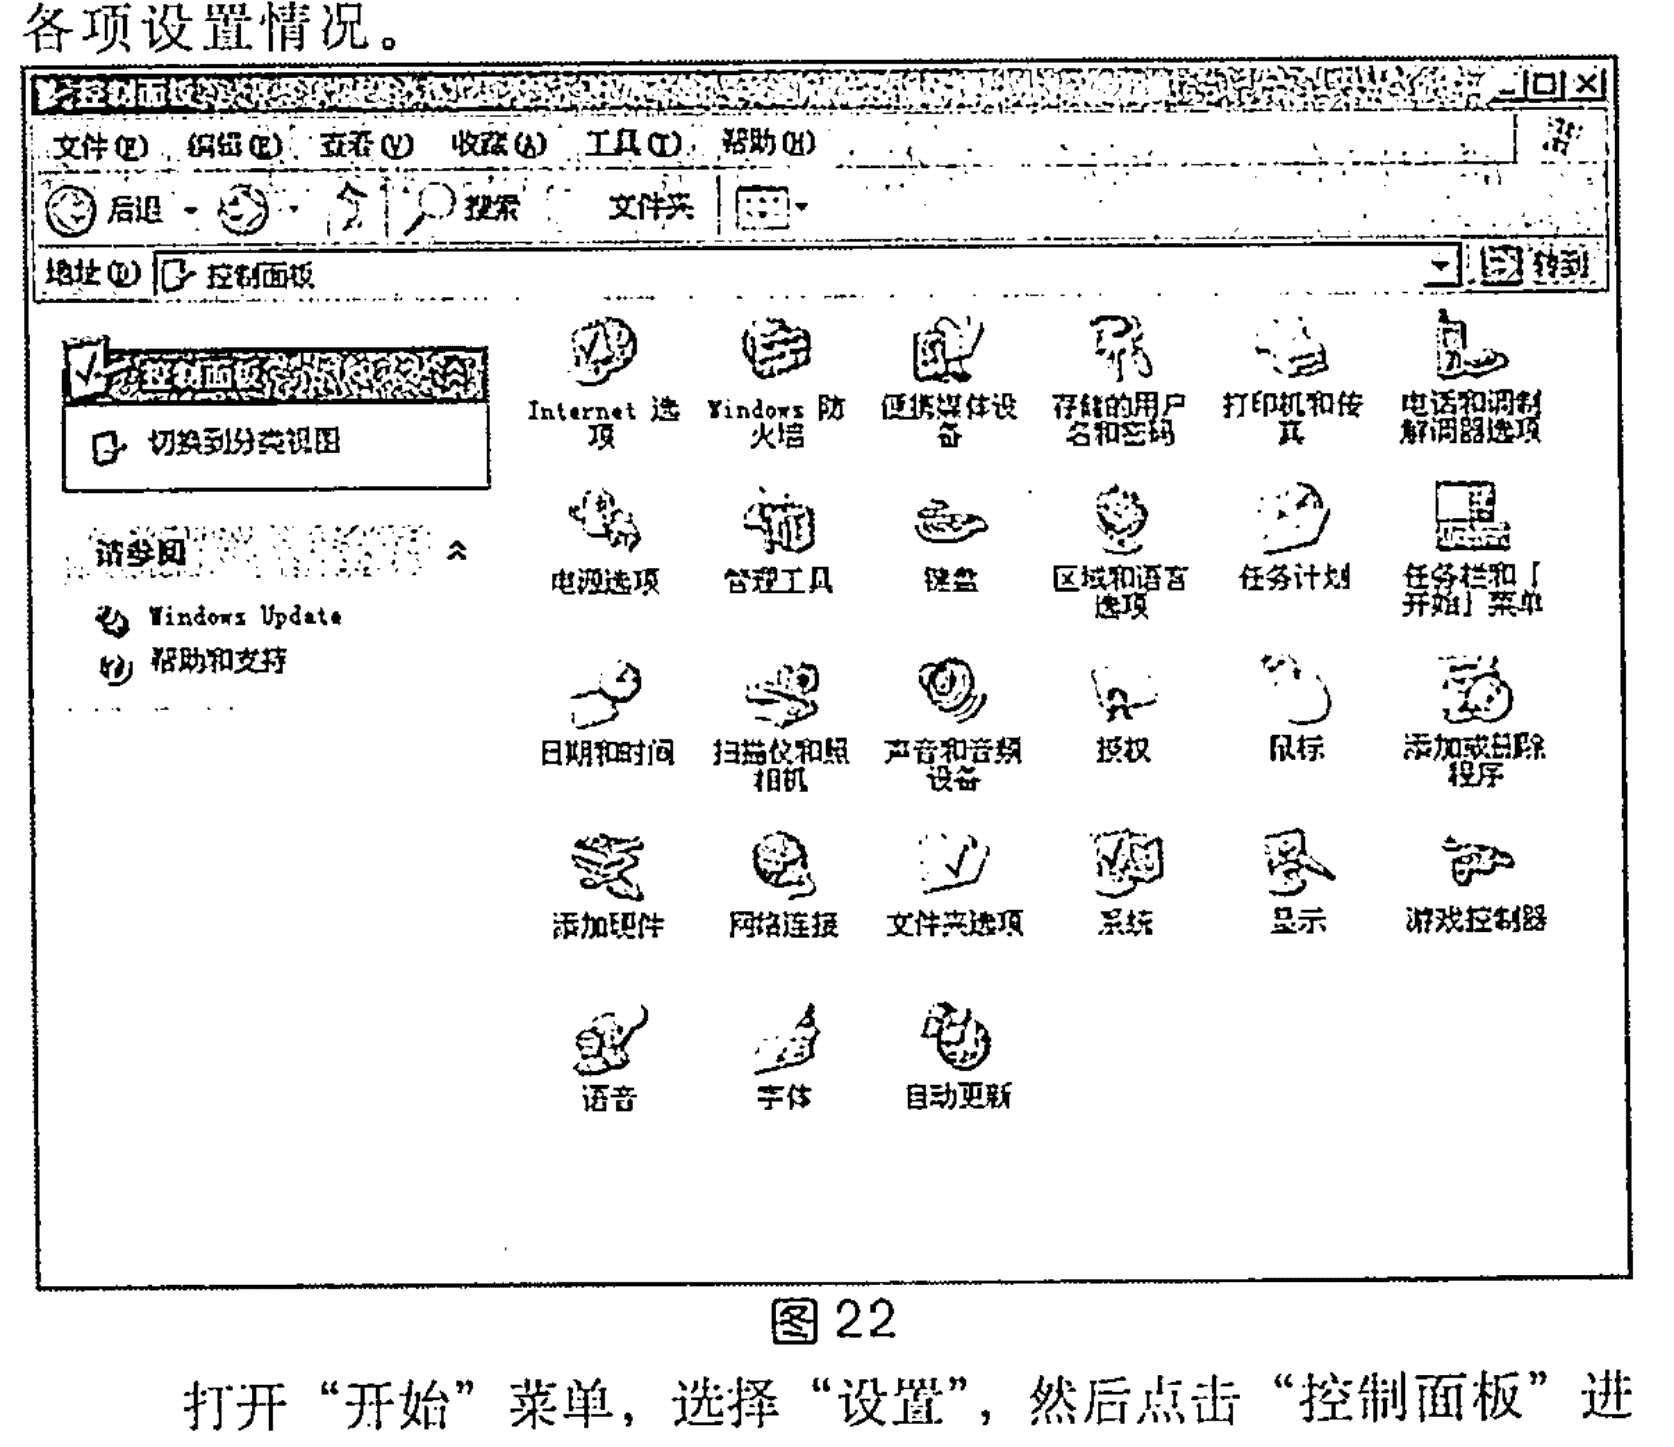 各项设置情况。
控制面板
文件(F) 编辑(E) 查看(V) 收藏(A) 工具(T) 帮助(H)
后退 搜索 文件夹
地址(D) 控制面板 转到
控制面板
切换到分类视图
请参阅
Windows Update
帮助和支持
Internet 选
项
Windows 防
火墙
便携媒体设
备
存储的用户
名和密码
打印机和传
真
电话和调制
解调器选项
电源选项
管理工具
键盘
区域和语言
选项
任务计划
任务栏和「
开始」菜单
日期和时间
扫描仪和照
相机
声音和音频
设备
授权
鼠标
添加或删除
程序
添加硬件
网络连接
文件夹选项
系统
显示
游戏控制器
语音
字体
自动更新
图 22
打开“开始”菜单，选择“设置”，然后点击“控制面板”进